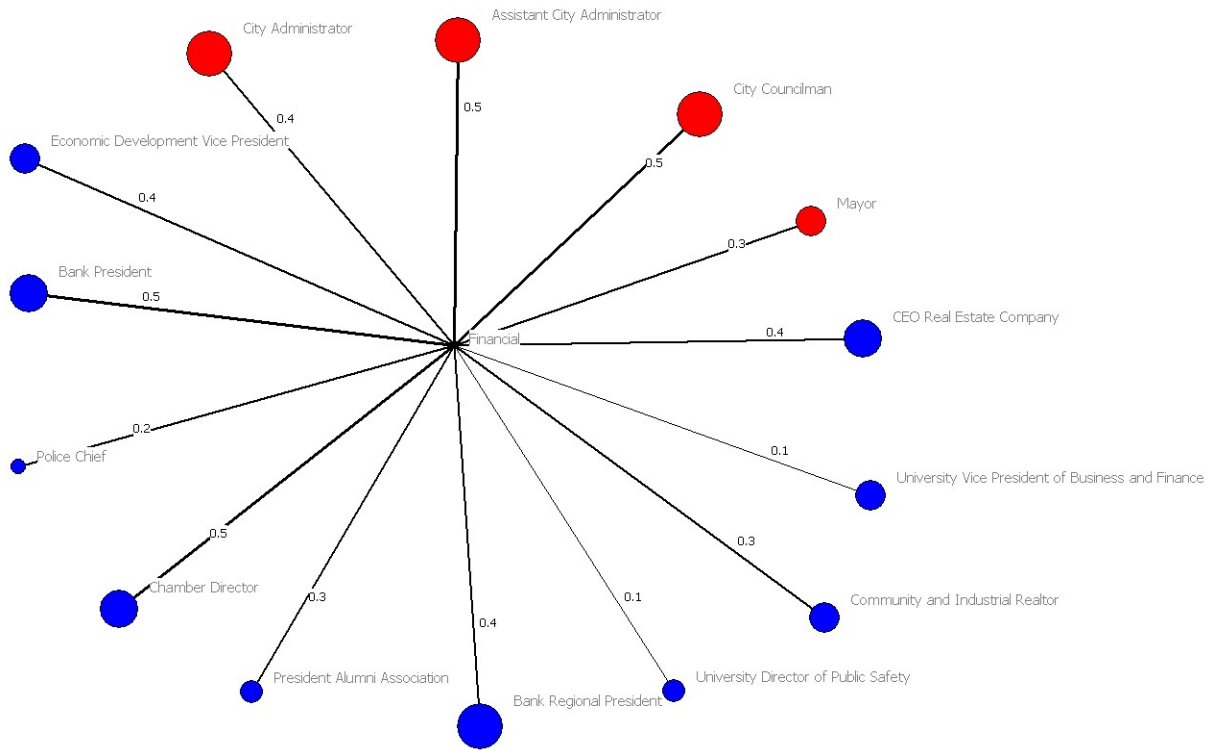 Assistant City Administrator
City Administrator
City Councilman
0.5
0.4
Economic Development Vice President
0.5
0.4
Mayor
0.3
Bank President
0.5
CEO Real Estate Company
0.4
Financial
0.2
Police Chief
0.1
University Vice President of Business and Finance
0.5
0.3
Chamber Director
0.3
0.1
Community and Industrial Realtor
0.4
President Alumni Association
University Director of Public Safety
Bank Regional President